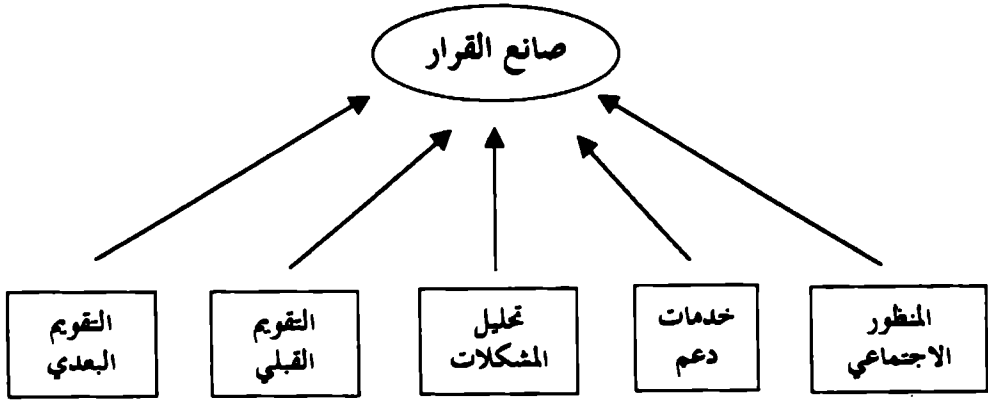 صانع القرار
المنظور
الاجتماعي
خدمات
دعم
تحليل
المشكلات
التقويم
القبلي
التقويم
البعدي